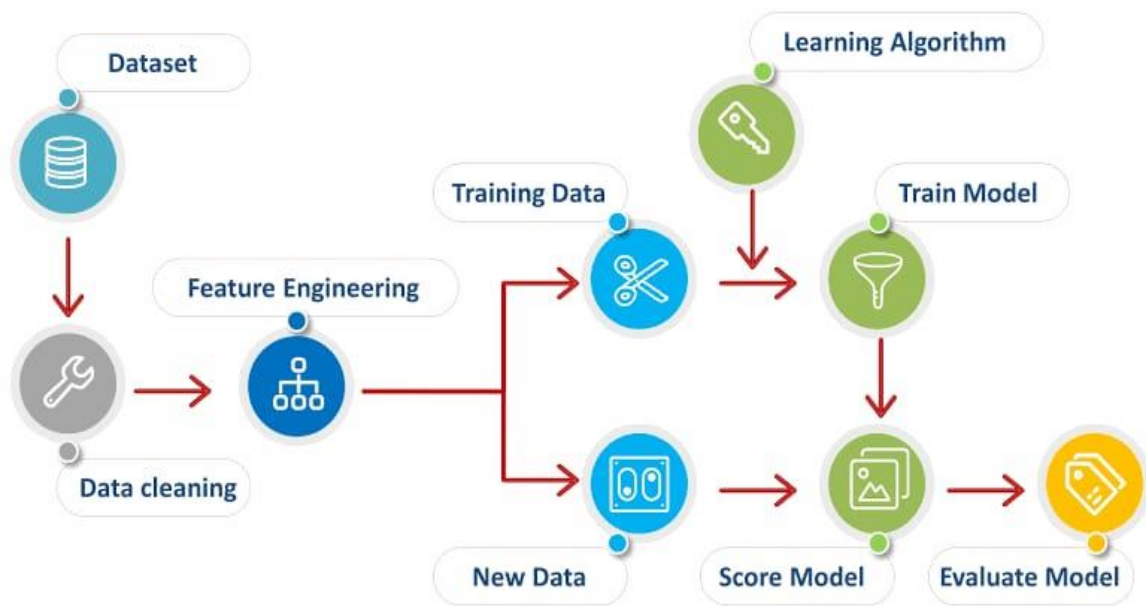 Dataset
Learning Algorithm
Training Data
Train Model
Feature Engineering
Data cleaning
New Data
Score Model
Evaluate Model